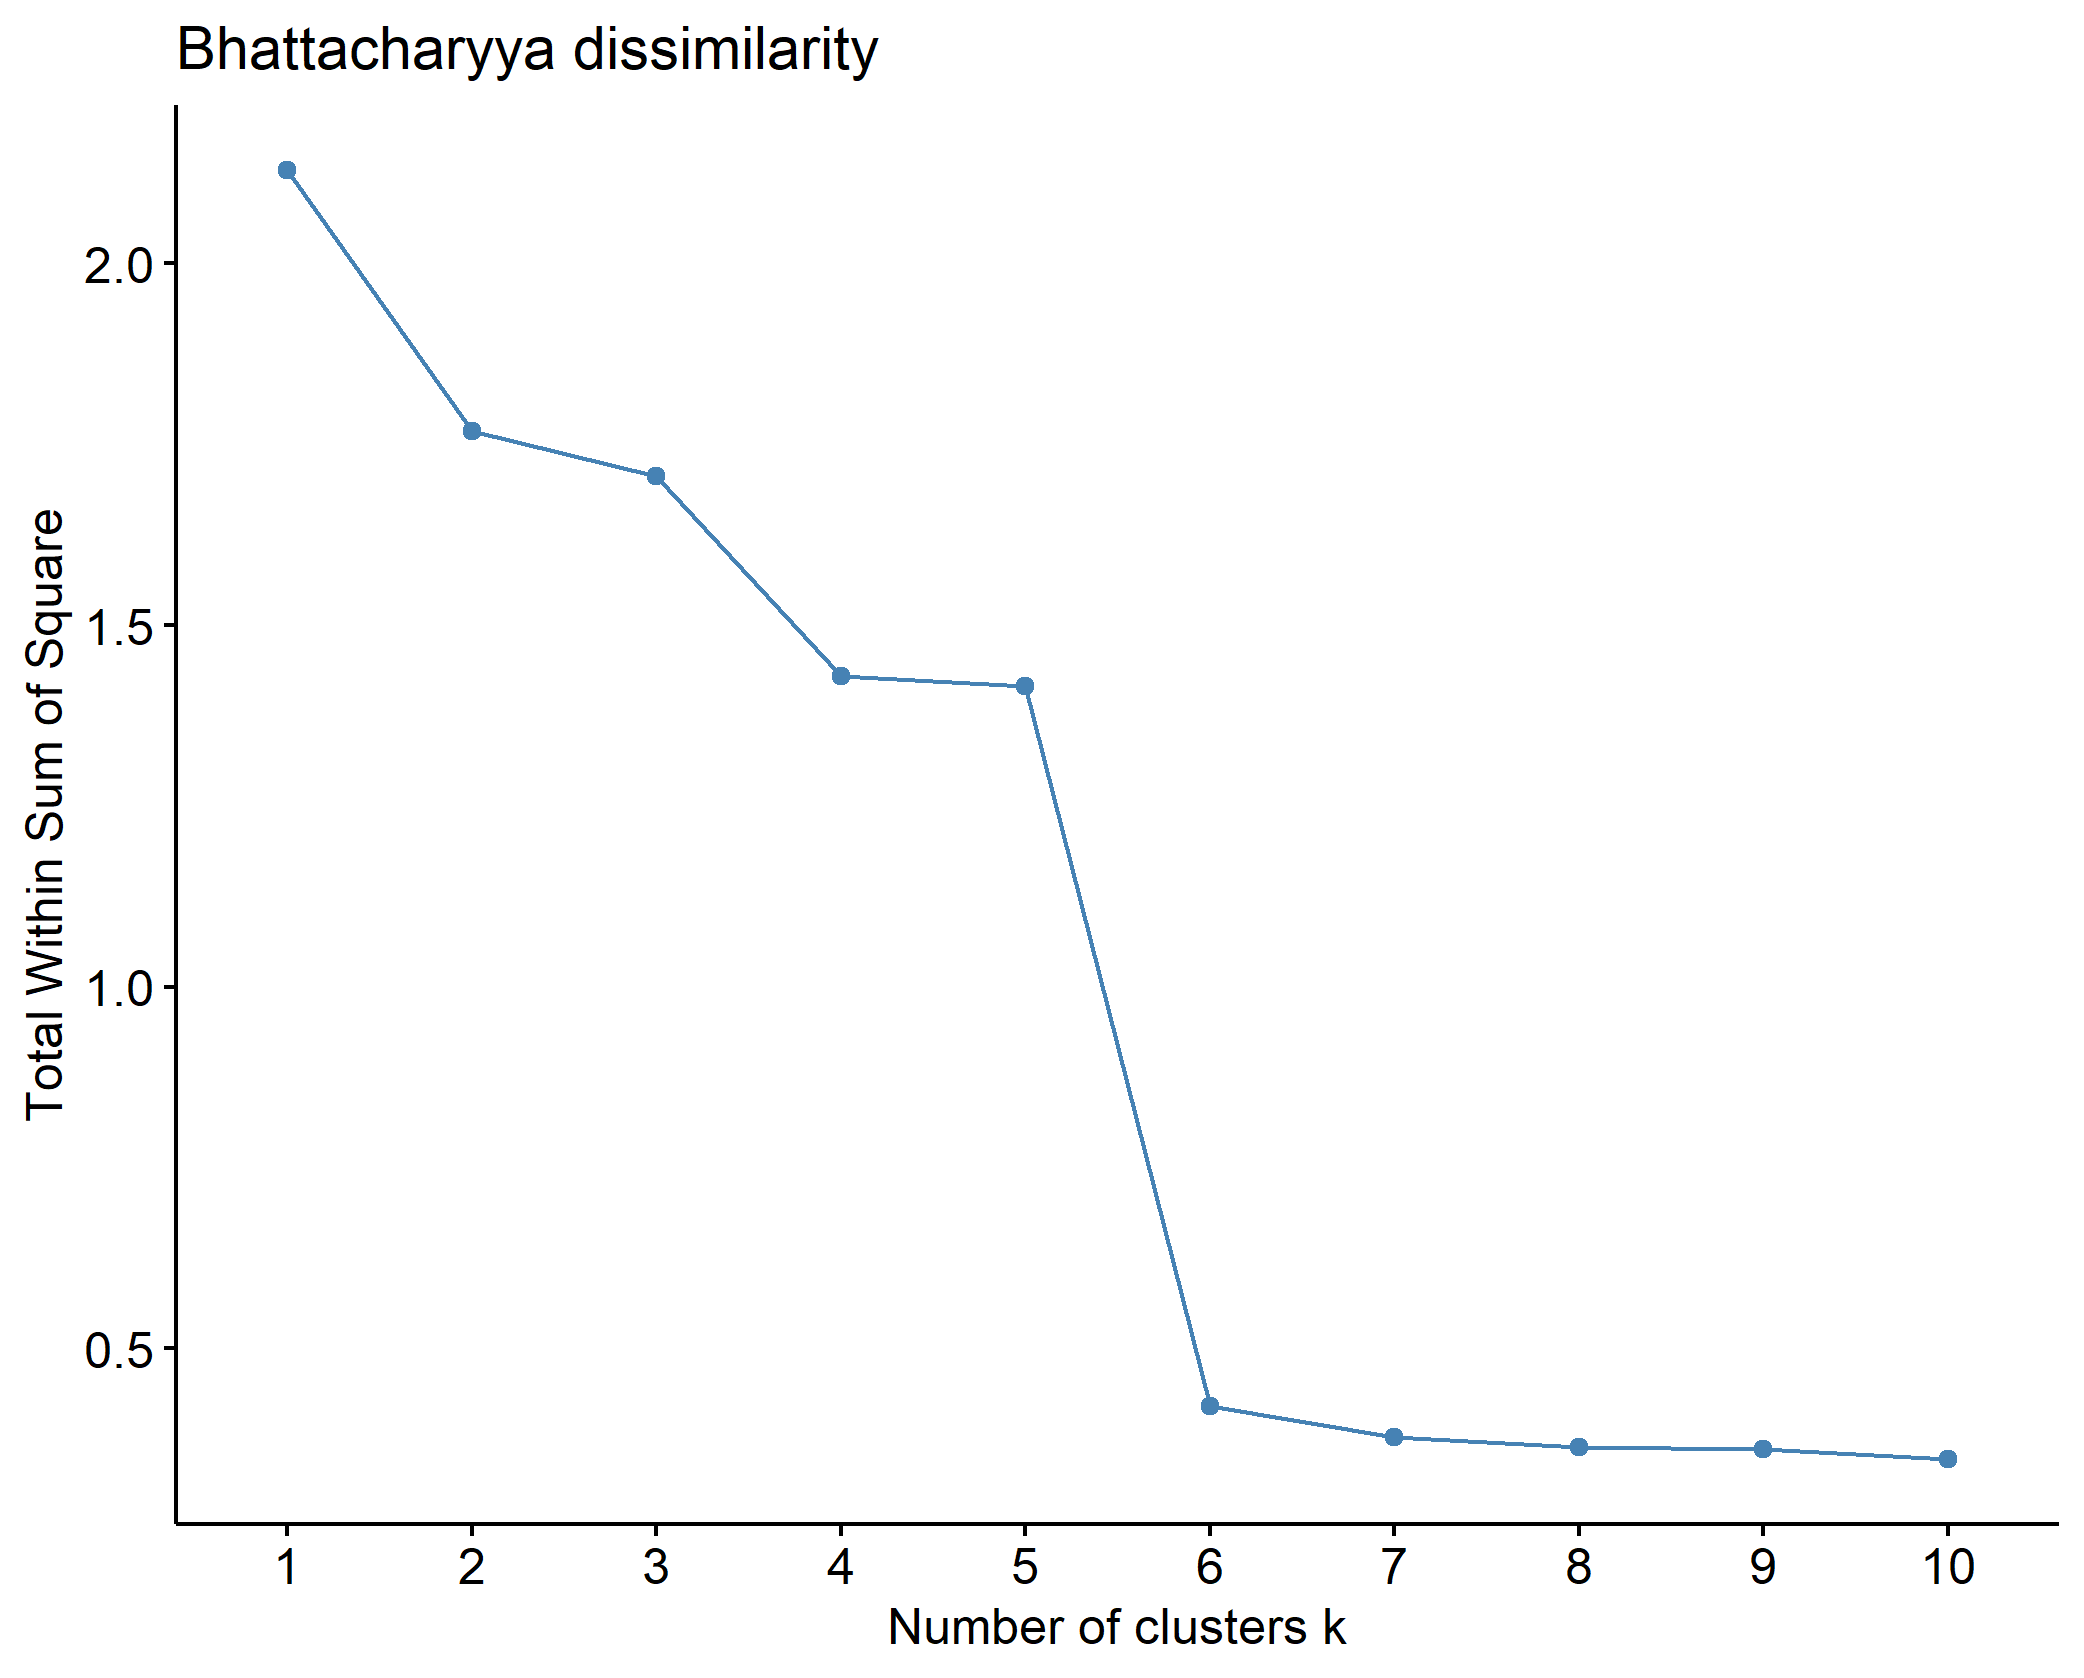 Bhattacharyya dissimilarity
Total Within Sum of Square
2.0
1.5
1.0
0.5
1 2 3 4 5 6 7 8 9 10
Number of clusters k